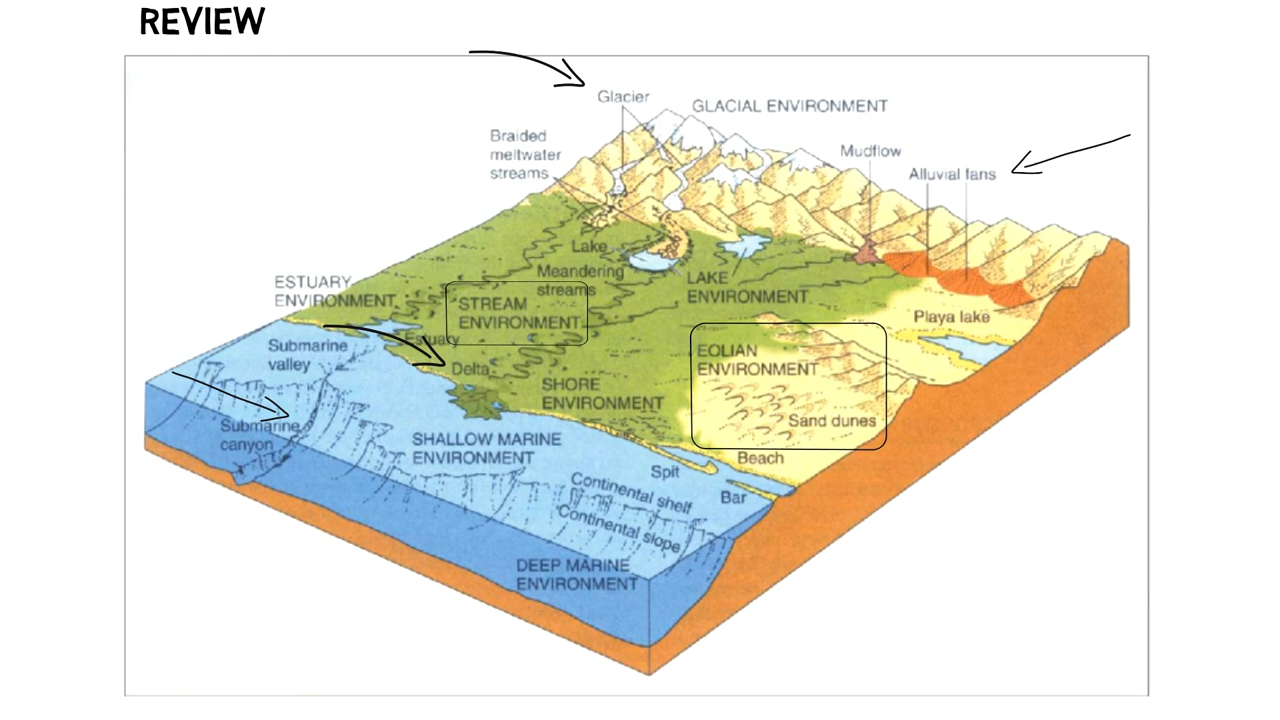 REVIEW
Glacier
GLACIAL ENVIRONMENT
Braided
meltwater
streams
Mudflow
Alluvial fans
Lake
Meandering
streams
LAKE
ENVIRONMENT
ESTUARY
ENVIRONMENT
STREAM
ENVIRONMENT
Playa lake
Estuary
Submarine
valley
EOLIAN
ENVIRONMENT
Delta
SHORE
ENVIRONMENT
Sand dunes
Submarine
canyon
SHALLOW MARINE
ENVIRONMENT
Beach
Spit
Bar
Continental shelf
Continental slope
DEEP MARINE
ENVIRONMENT